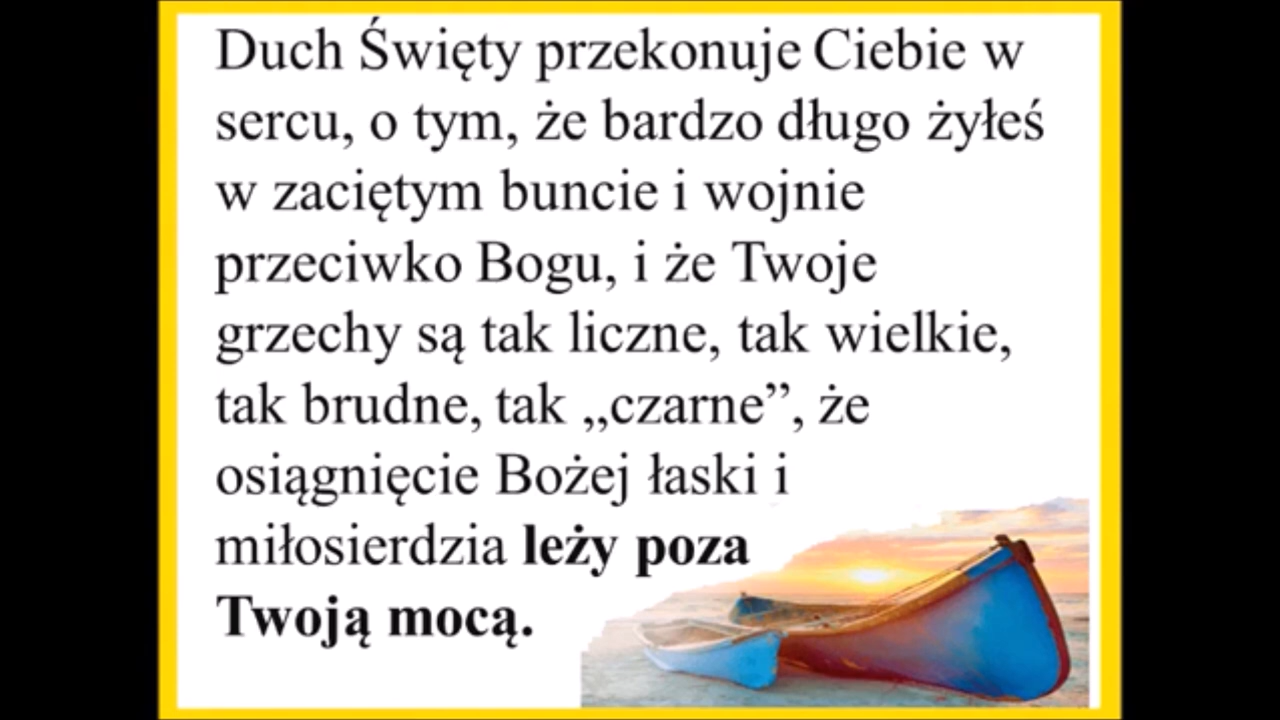 Duch Święty przekonuje Ciebie w
sercu, o tym, że bardzo długo żyłeś
w zaciętym buncie i wojnie
przeciwko Bogu, i że Twoje
grzechy są tak liczne, tak wielkie,
tak brudne, tak „czarne”, że
osiągnięcie Bożej łaski i
miłosierdzia leży poza
Twoją mocą.